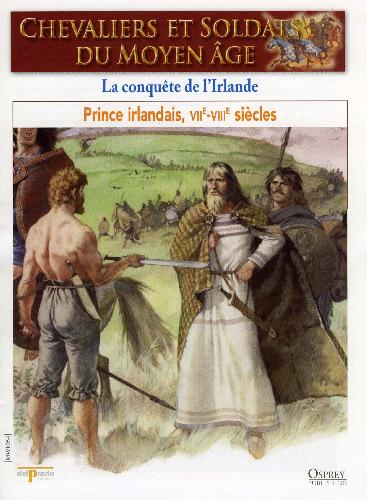 CHEVALIERS ET SOLDATS
DU MOYEN ÂGE
La conquête de l'Irlande
Prince irlandais, VIIE-VIIIE siècles
delPrado
OSPREY